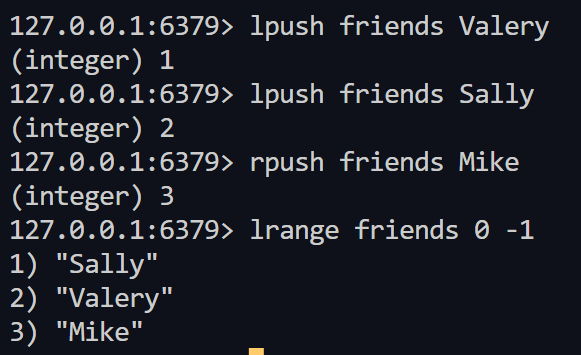 127.0.0.1:6379> lpush friends Valery
(integer) 1
127.0.0.1:6379> lpush friends Sally
(integer) 2
127.0.0.1:6379> rpush friends Mike
(integer) 3
127.0.0.1:6379> lrange friends 0 -1
1) "Sally"
2) "Valery"
3) "Mike"